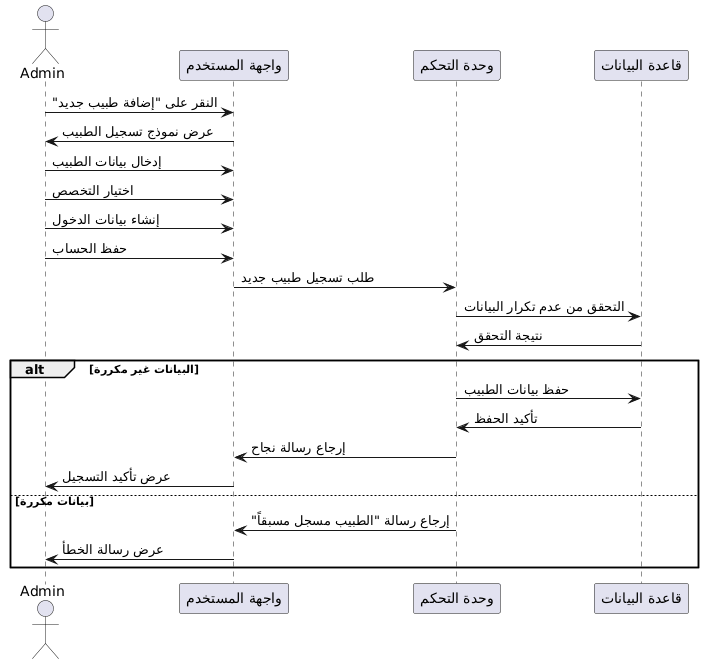 Admin
واجهة المستخدم
وحدة التحكم
قاعدة البيانات
النقر على "إضافة طبيب جديد"
عرض نموذج تسجيل الطبيب
إدخال بيانات الطبيب
اختيار التخصص
إنشاء بيانات الدخول
حفظ الحساب
طلب تسجيل طبيب جديد
التحقق من عدم تكرار البيانات
نتيجة التحقق
alt [البيانات غير مكررة]
حفظ بيانات الطبيب
تأكيد الحفظ
إرجاع رسالة نجاح
عرض تأكيد التسجيل
[بيانات مكررة]
إرجاع رسالة "الطبيب مسجل مسبقاً"
عرض رسالة الخطأ
Admin
واجهة المستخدم
وحدة التحكم
قاعدة البيانات